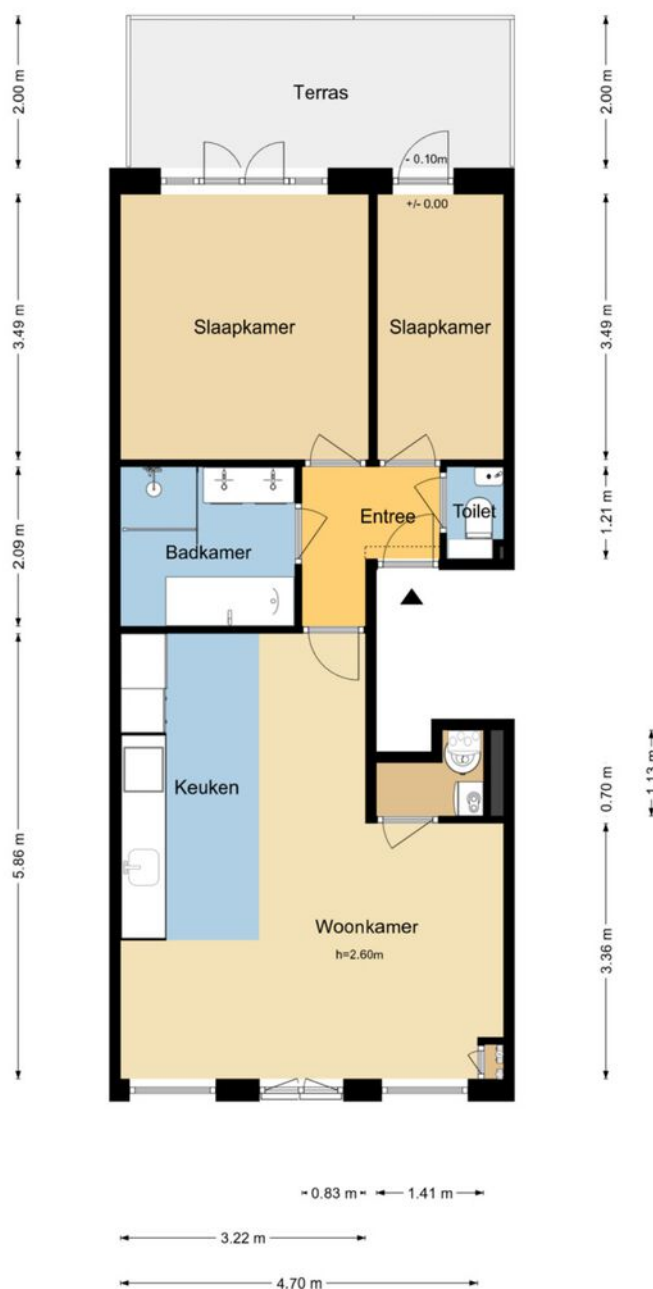 Terras
2.00 m
2.00 m
- 0.10m
+/- 0.00
Slaapkamer
Slaapkamer
3.49 m
3.49 m
Entree
Toilet
1.21 m
Badkamer
2.09 m
Keuken
0.70 m
1.13 m
5.86 m
Woonkamer
h=2.60m
3.36 m
0.83 m
1.41 m
3.22 m
4.70 m